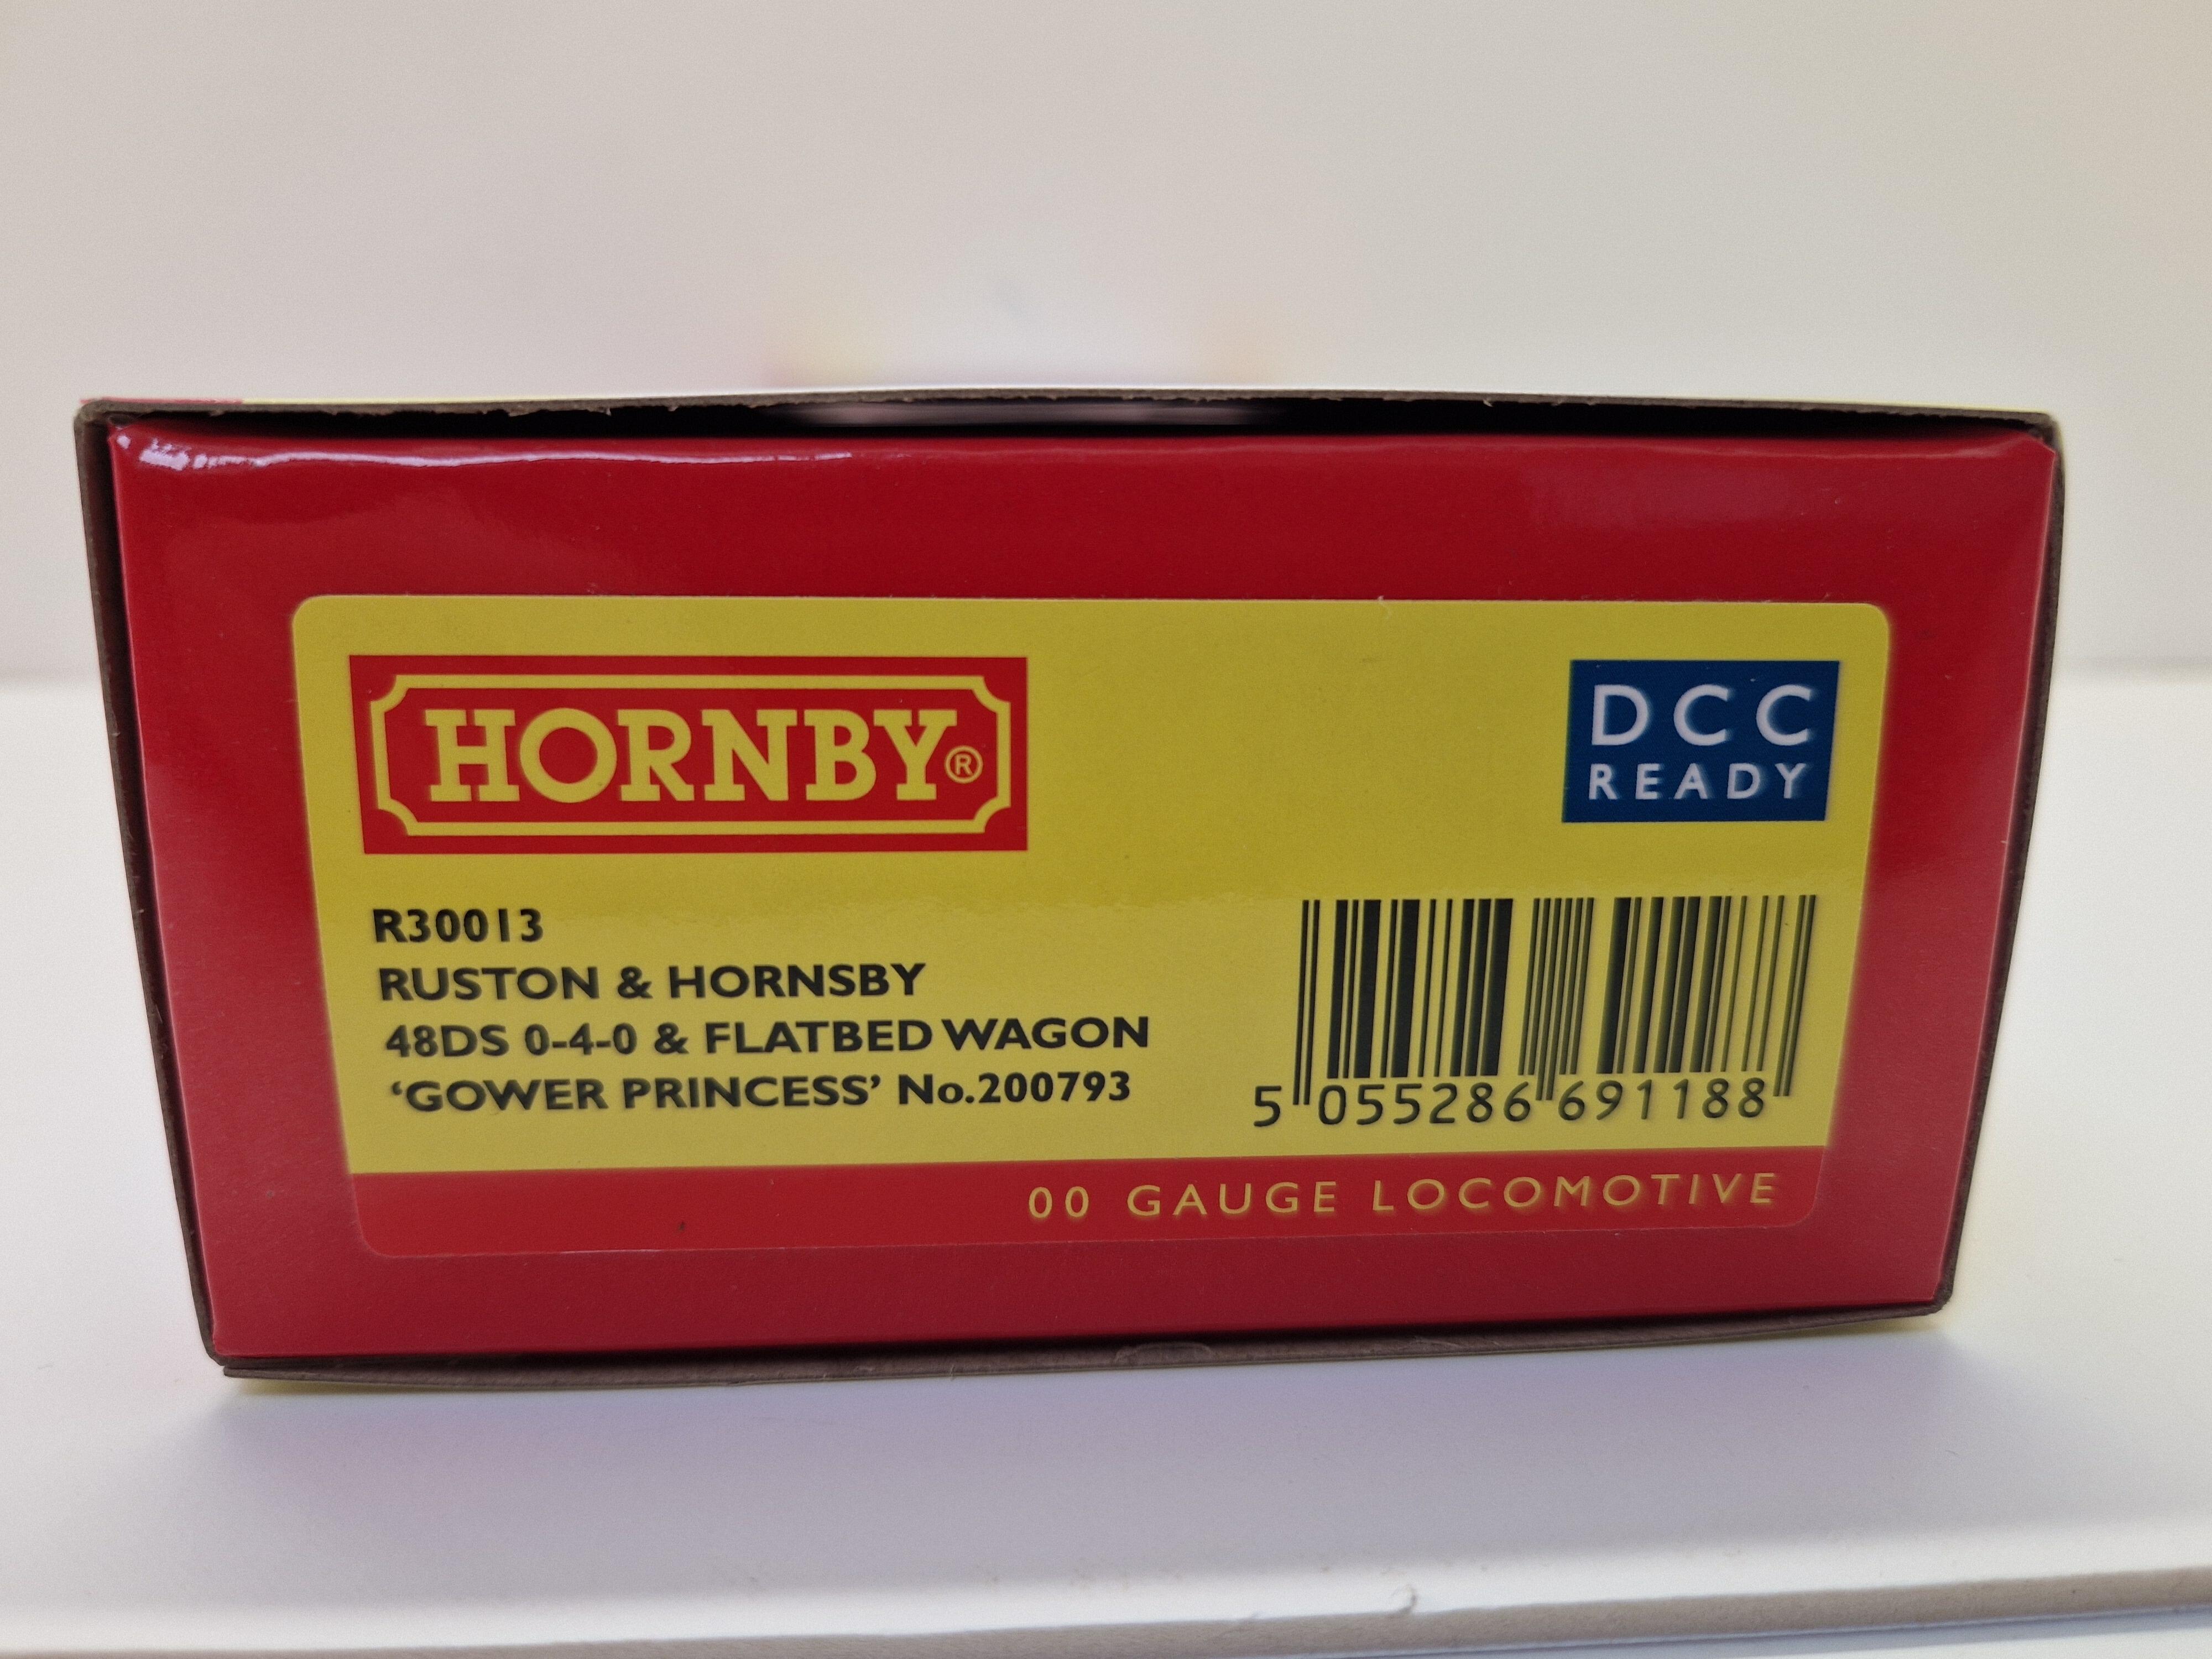 HORNBY®
DCC
READY
R30013
RUSTON & HORNSBY
48DS 0-4-0 & FLATBED WAGON
‘GOWER PRINCESS’ No.200793
5 055286 691188
00 GAUGE LOCOMOTIVE